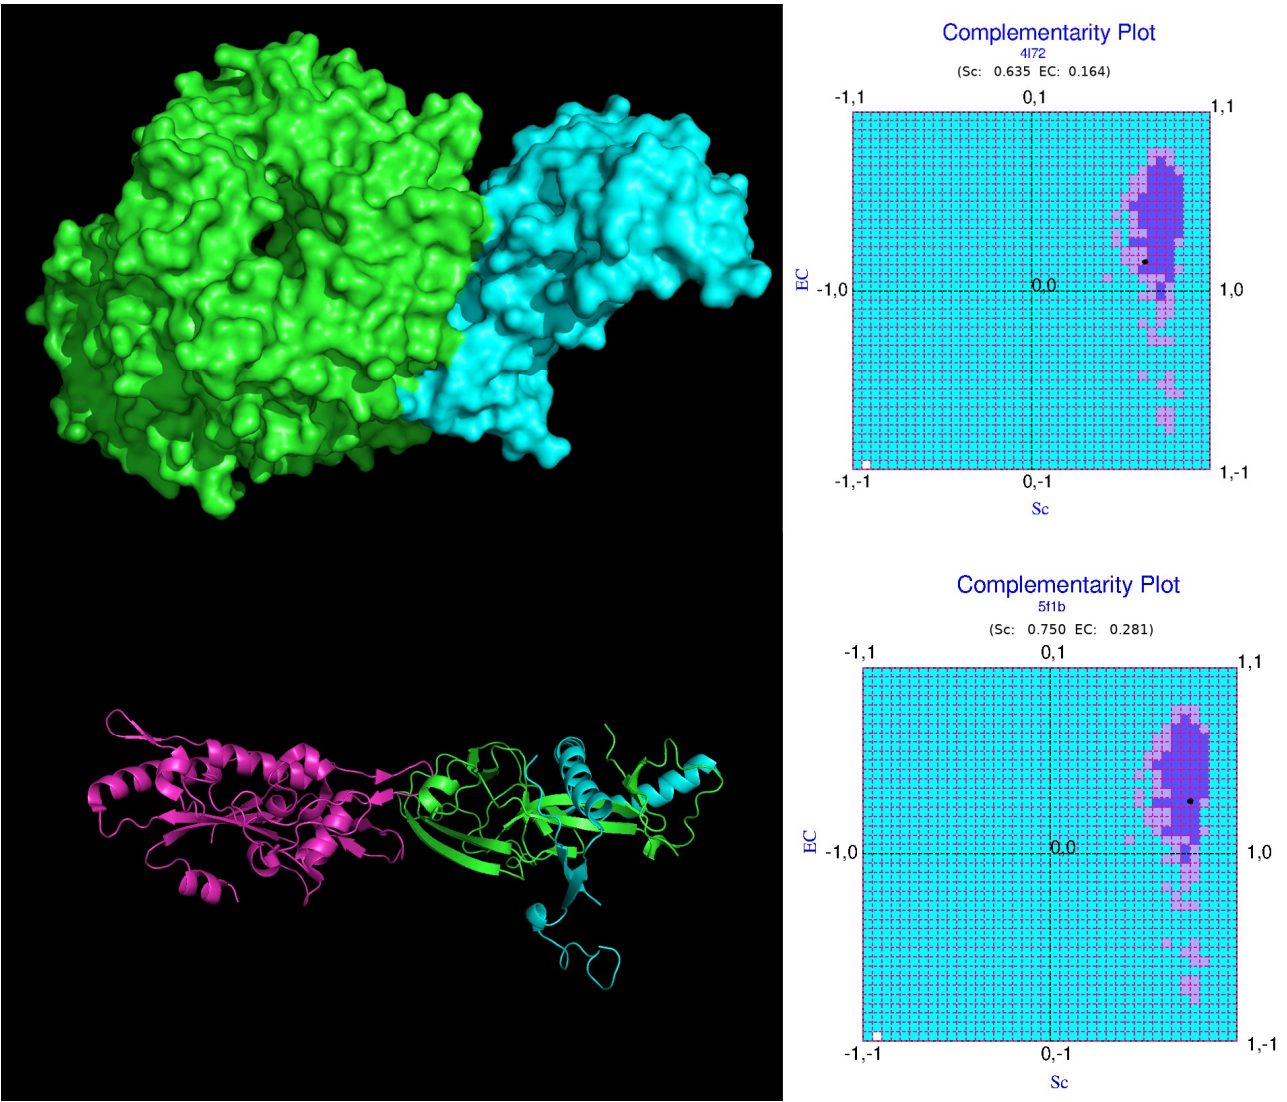 Complementarity Plot
4l72
(Sc: 0.635 EC: 0.164)
-1,1
0,1
1,1
EC
-1,0
0,0
1,0
-1,-1
0,-1
1,-1
Sc
Complementarity Plot
5f1b
(Sc: 0.750 EC: 0.281)
-1,1
0,1
1,1
EC
-1,0
0,0
1,0
-1,-1
0,-1
1,-1
Sc